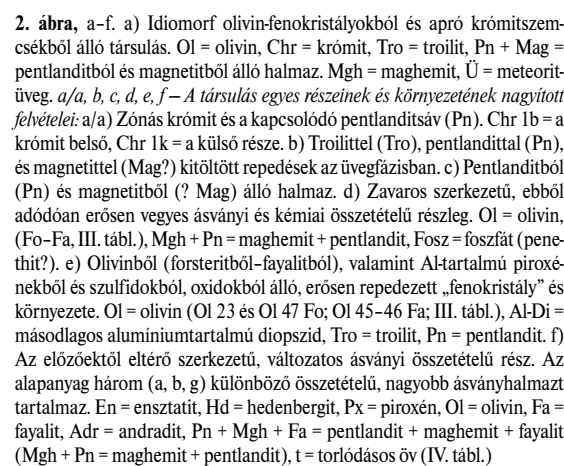 2. ábra, a–f. a) Idiomorf olivin-fenokristályokból és apró krómitszem-
csékből álló társulás. Ol = olivin, Chr = krómit, Tro = troilit, Pn + Mag =
pentlanditból és magnetitből álló halmaz. Mgh = maghemit, Ü = meteorit-
üveg. a/a, b, c, d, e, f – A társulás egyes részeinek és környezetének nagyított
felvételei: a/a) Zónás krómit és a kapcsolódó pentlanditsáv (Pn). Chr 1b = a
krómit belső, Chr 1k = a külső része. b) Troilittel (Tro), pentlandittal (Pn),
és magnetittel (Mag?) kitöltött repedések az üvegfázisban. c) Pentlanditból
(Pn) és magnetitből (? Mag) álló halmaz. d) Zavaros szerkezetű, ebből
adódóan erősen vegyes ásványi és kémiai összetételű részleg. Ol = olivin,
(Fo–Fa, III. tábl.), Mgh + Pn = maghemit + pentlandit, Fosz = foszfát (pene-
thit?). e) Olivinből (forsteritből–fayalitból), valamint Al-tartalmú piroxé-
nekből és szulfidokból, oxidokból álló, erősen repedezett „fenokristály” és
környezete. Ol = olivin (Ol 23 és Ol 47 Fo; Ol 45–46 Fa; III. tábl.), Al-Di =
másodlagos alumíniumtartalmú diopszid, Tro = troilit, Pn = pentlandit. f)
Az előzőektől eltérő szerkezetű, változatos ásványi összetételű rész. Az
alapanyag három (a, b, g) különböző összetételű, nagyobb ásványhalmazt
tartalmaz. En = ensztatit, Hd = hedenbergit, Px = piroxén, Ol = olivin, Fa =
fayalit, Adr = andradit, Pn + Mgh + Fa = pentlandit + maghemit + fayalit
(Mgh + Pn = maghemit + pentlandit), t = torlódásos öv (IV. tábl.)